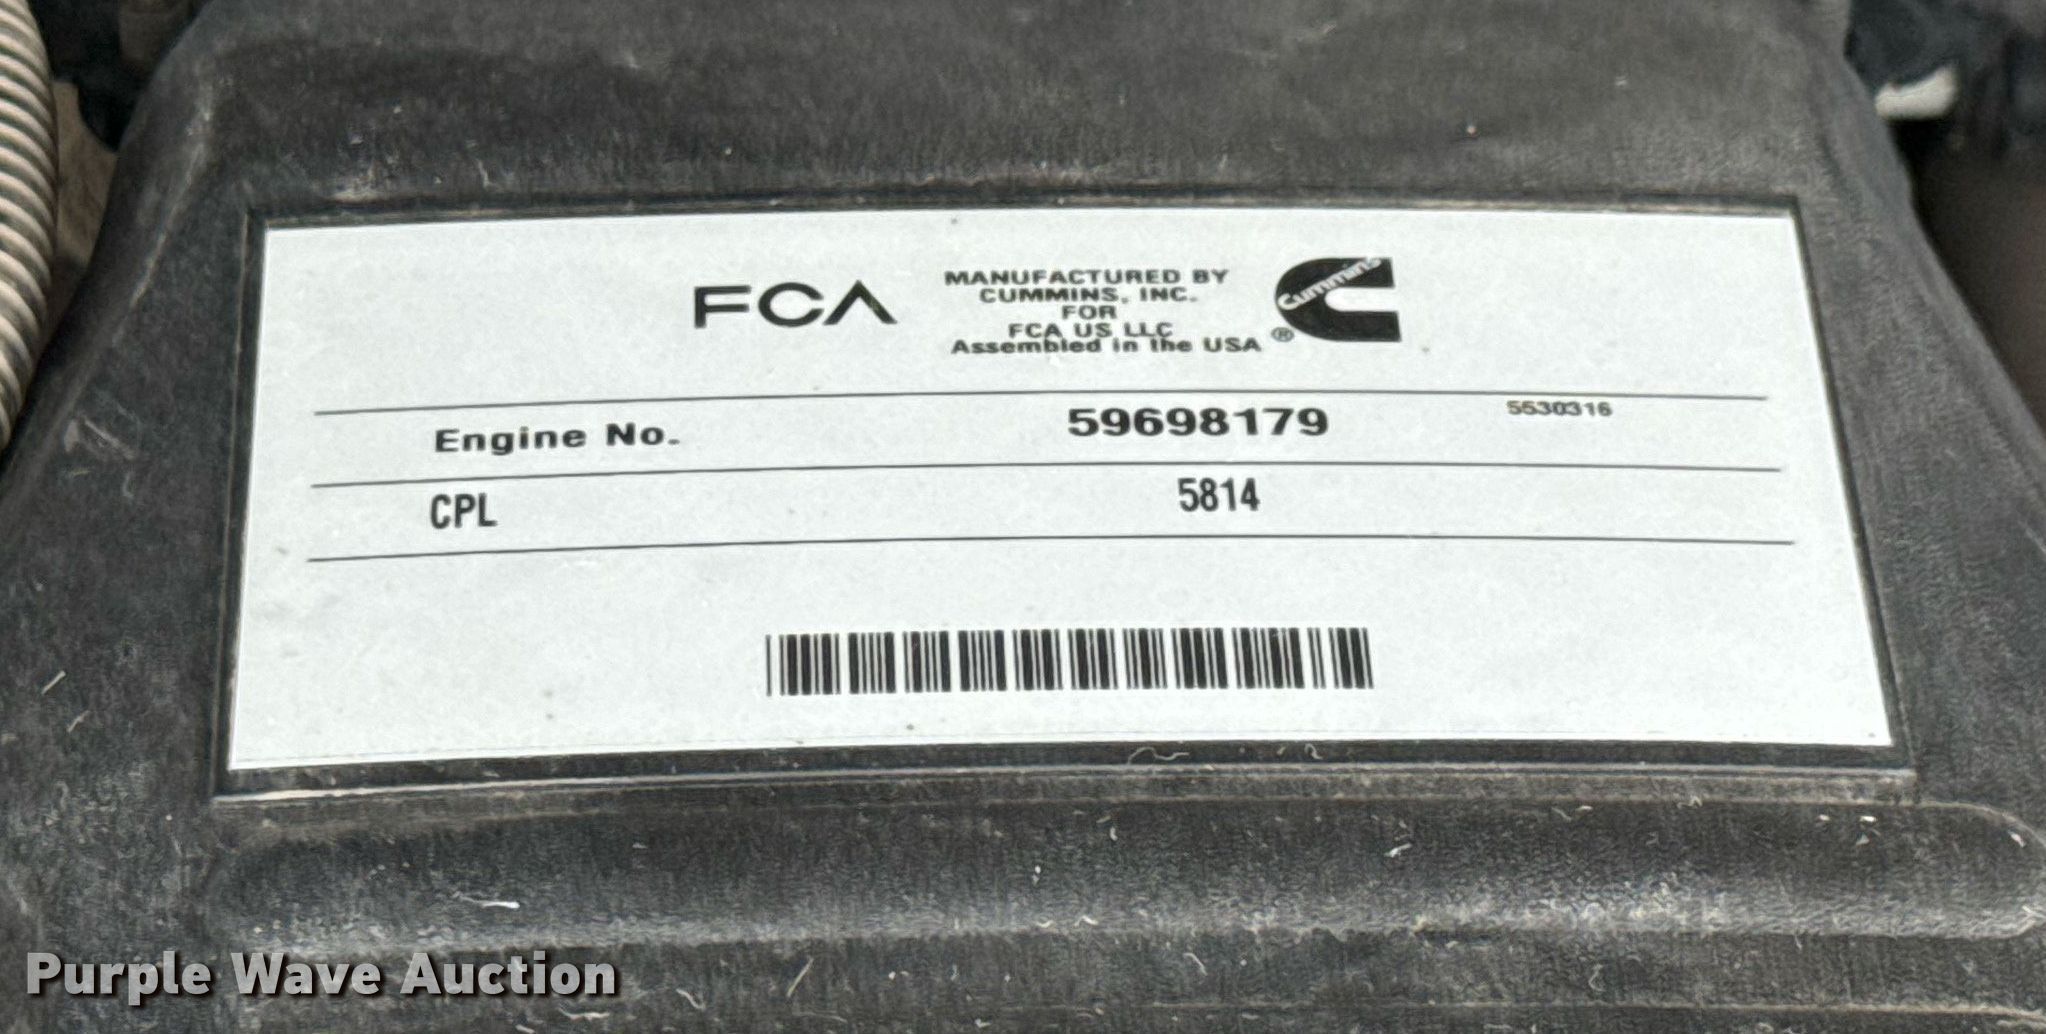 FCA
MANUFACTURED BY
CUMMINS, INC.
FOR
FCA US LLC
Assembled in the USA
®
Cummins
Engine No. 59698179 5530316
CPL 5814
Purple Wave Auction